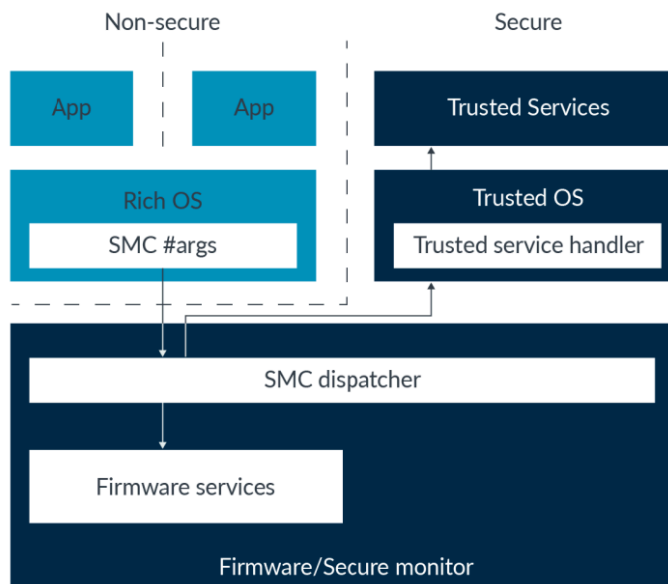 Non-secure
Secure
App
App
Trusted Services
Rich OS
Trusted OS
SMC #args
Trusted service handler
SMC dispatcher
Firmware services
Firmware/Secure monitor